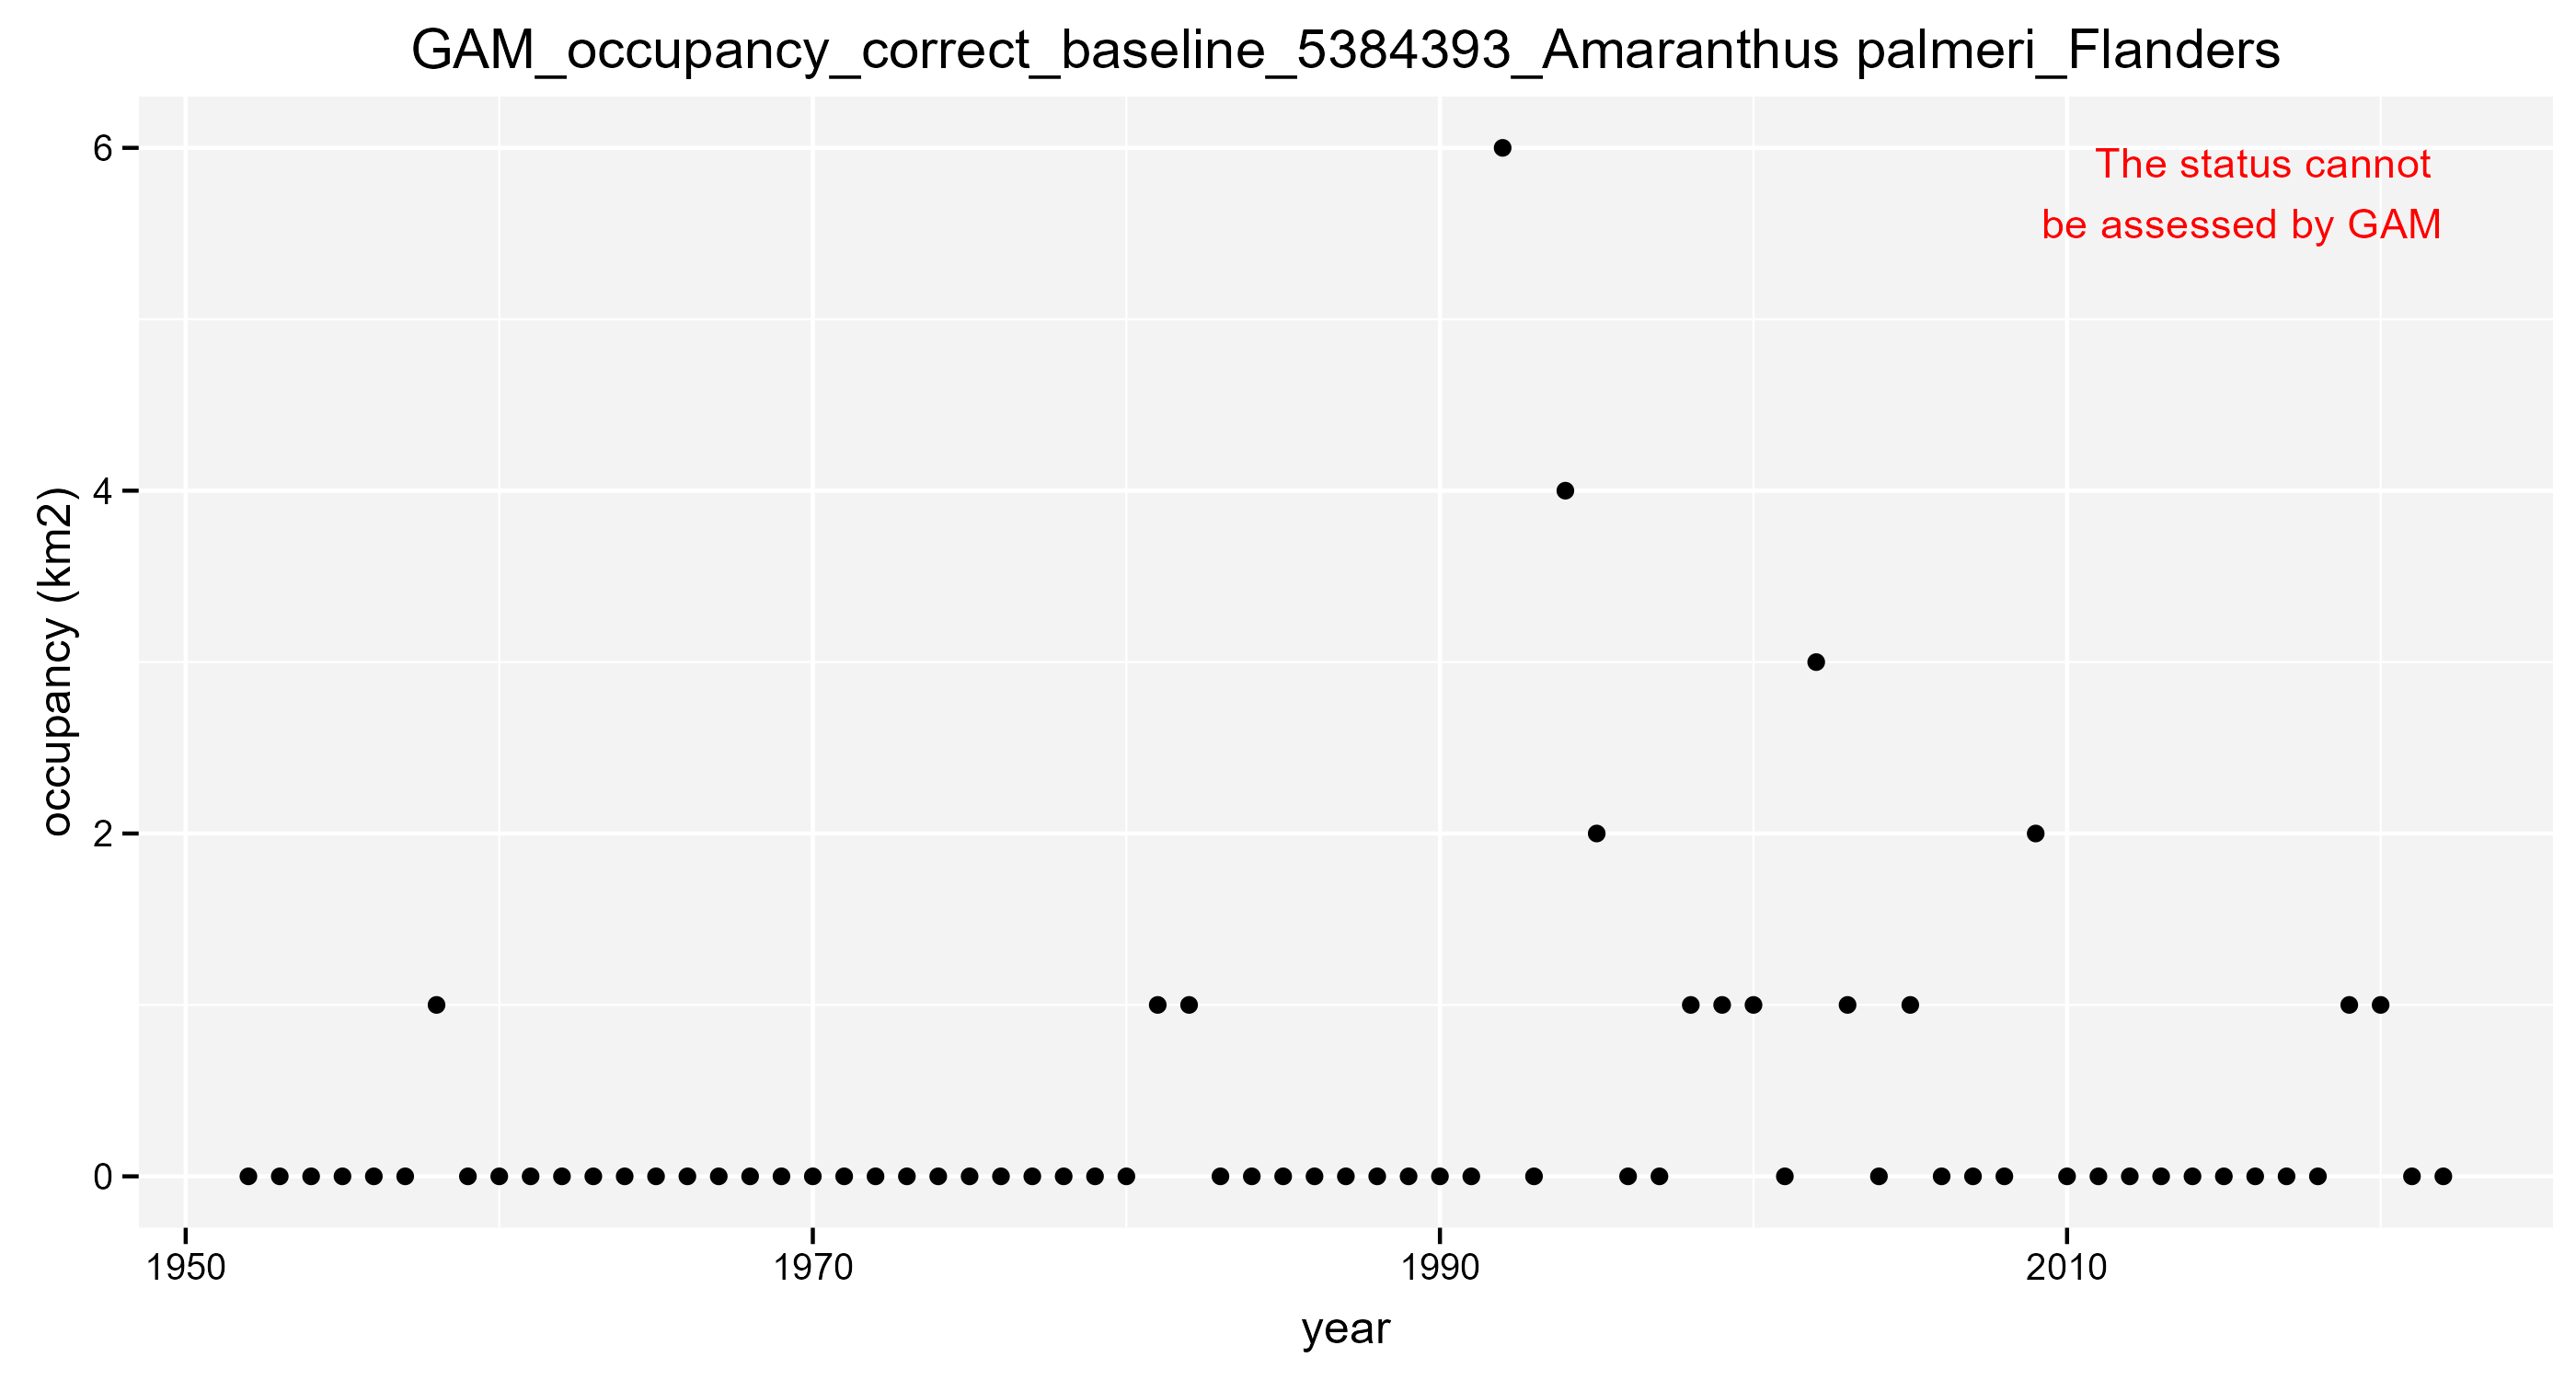 GAM_occupancy_correct_baseline_5384393_Amaranthus palmeri_Flanders
The status cannot
be assessed by GAM
occupancy (km2)
6
4
2
0
1950 1970 1990 2010
year